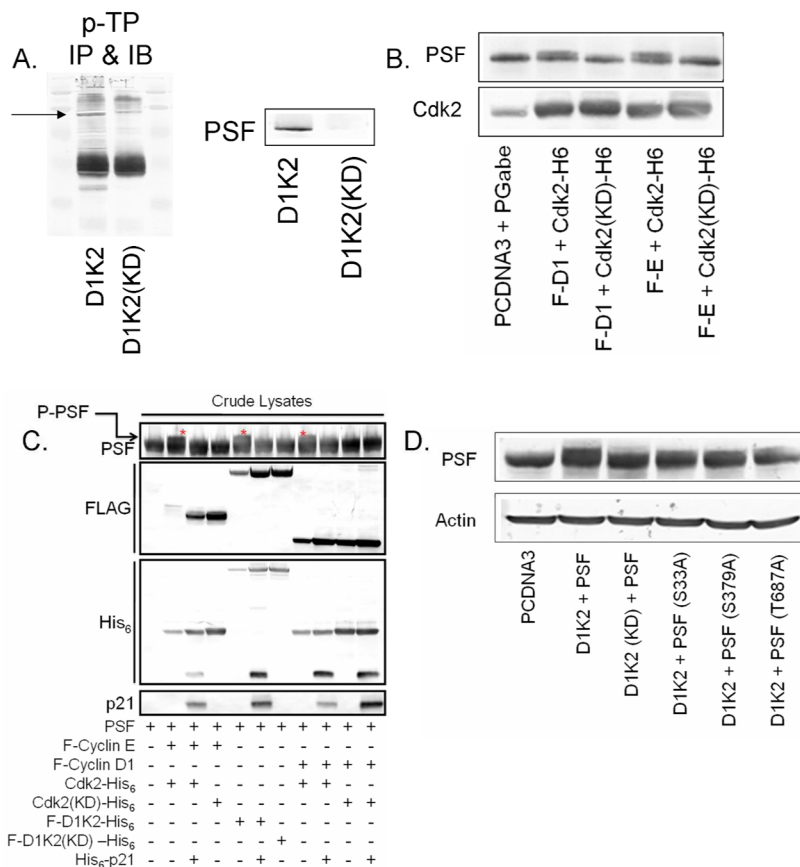 p-TP
IP & IB
A.
PSF
D1K2
D1K2(KD)
D1K2
D1K2(KD)
B.
PSF
Cdk2
PCDNA3 + PGabe
F-D1 + Cdk2-H6
F-D1 + Cdk2(KD)-H6
F-E + Cdk2-H6
F-E + Cdk2(KD)-H6
Crude Lysates
P-PSF
C.
PSF
* * *
FLAG
His6
p21
PSF + + + + + + + + + + +
F-Cyclin E - + + + - - - - - - -
F-Cyclin D1 - - - - - - - + + + +
Cdk2-His6 - + + - - - - + + - -
Cdk2(KD)-His6 - - - + - - - - - + +
F-D1K2-His6 - - - - + + - - - - -
F-D1K2(KD) –His6 - - - - - - + - - - -
His6-p21 - - + - - + - - + - +
D.
PSF
Actin
PCDNA3
D1K2 + PSF
D1K2 (KD) + PSF
D1K2 + PSF (S33A)
D1K2 + PSF (S379A)
D1K2 + PSF (T687A)